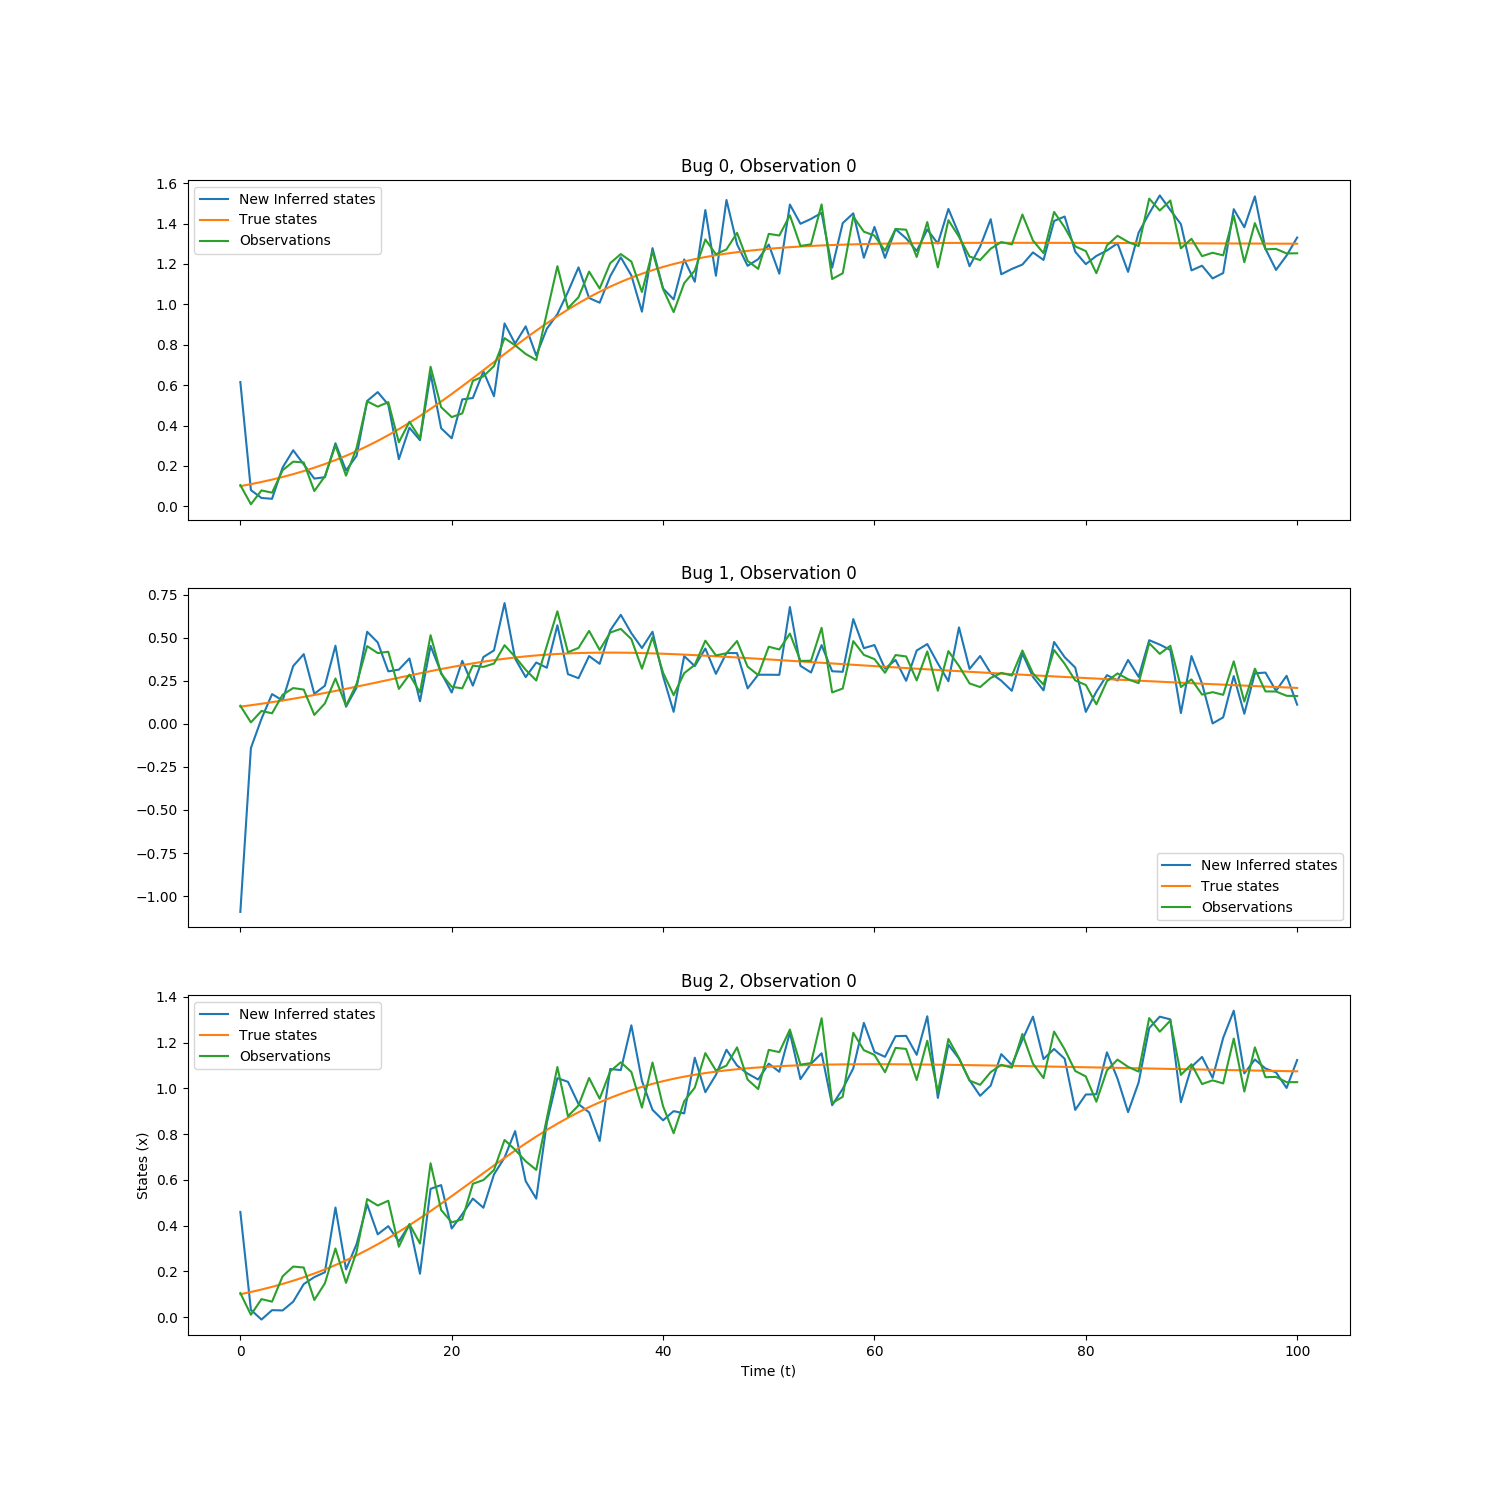 Bug 0, Observation 0
1.6
1.4
1.2
1.0
0.8
0.6
0.4
0.2
0.0
New Inferred states
True states
Observations
Bug 1, Observation 0
0.75
0.50
0.25
0.00
−0.25
−0.50
−0.75
−1.00
New Inferred states
True states
Observations
Bug 2, Observation 0
States (x)
1.4
1.2
1.0
0.8
0.6
0.4
0.2
0.0
New Inferred states
True states
Observations
0 20 40 60 80 100
Time (t)